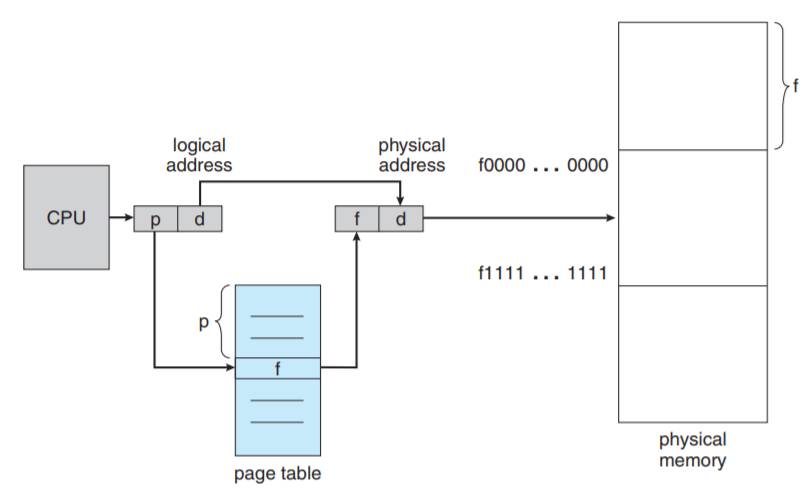 f
logical
address
physical
address
f0000 ... 0000
CPU
p
d
f
d
f1111 ... 1111
p
f
physical
memory
page table